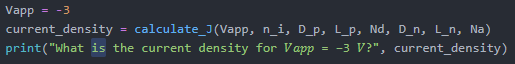 Vapp = -3
current_density = calculate_J(Vapp, n_i, D_p, L_p, Nd, D_n, L_n, Na)
print("What is the current density for 𝑉𝑎𝑝𝑝 = −3 𝑉?", current_density)